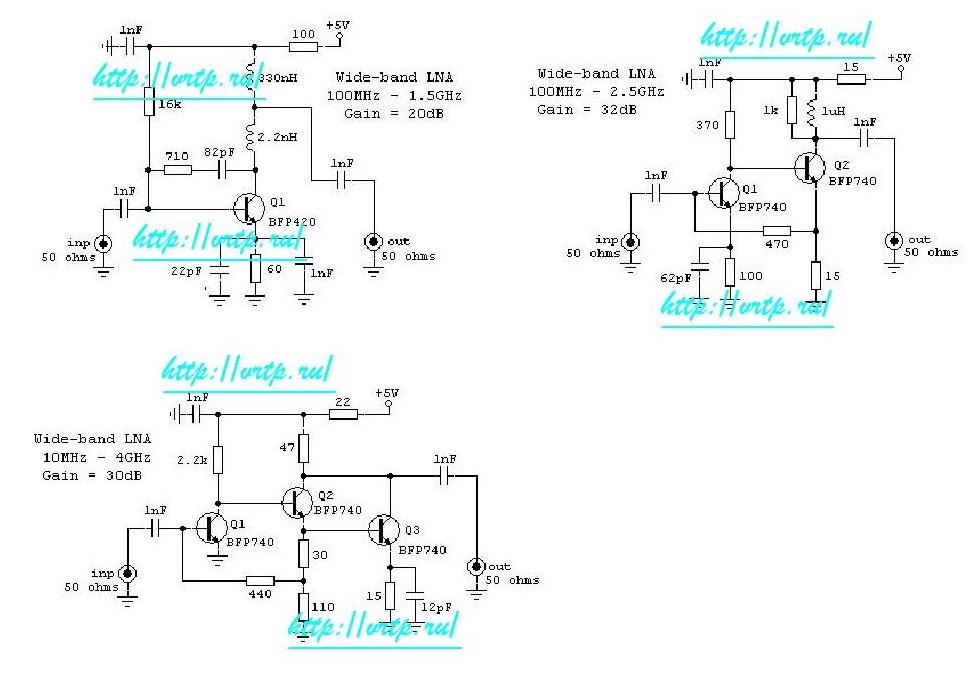 1nF
100
+5V
http://vrtp.ru/
330nH
Wide-band LNA
100MHz - 1.5GHz
Gain = 20dB
16k
2.2nH
710
82pF
1nF
1nF
Q1
BFP420
http://vrtp.ru/
inp
50 ohms
out
50 ohms
22pF
60
1nF
http://vrtp.ru/
1nF
15
+5V
Wide-band LNA
100MHz - 2.5GHz
Gain = 32dB
370
1k
1uH
1nF
Q2
BFP740
1nF
Q1
BFP740
inp
50 ohms
470
out
50 ohms
62pF
100
15
http://vrtp.ru/
http://vrtp.ru/
1nF
22
+5V
Wide-band LNA
10MHz - 4GHz
Gain = 30dB
2.2k
47
1nF
Q2
BFP740
1nF
Q1
BFP740
Q3
BFP740
30
inp
50 ohms
440
out
50 ohms
110
15
12pF
http://vrtp.ru/